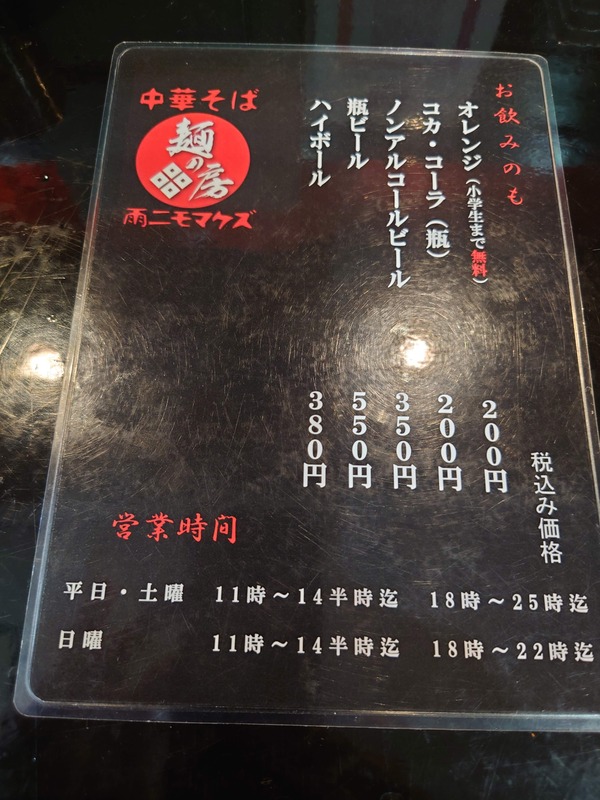 お飲みのも
オレンジ（小学生まで無料） 200円
コカ・コーラ（瓶） 200円
ノンアルコールビール 350円
瓶ビール 550円
ハイボール 380円
税込み価格
中華そば
麺の房
雨ニモマケズ
営業時間
平日・土曜 11時～14半時迄 18時～25時迄
日曜 11時～14半時迄 18時～22時迄